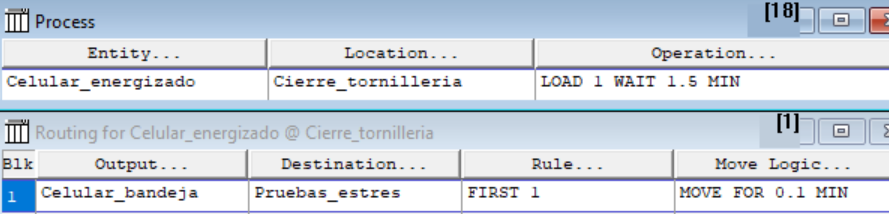 Process [18]
Entity... Location... Operation...
Celular_energizado Cierre_tornilleria LOAD 1 WAIT 1.5 MIN
Routing for Celular_energizado @ Cierre_tornilleria [1]
Blk Output... Destination... Rule... Move Logic...
1 Celular_bandeja Pruebas_estres FIRST 1 MOVE FOR 0.1 MIN